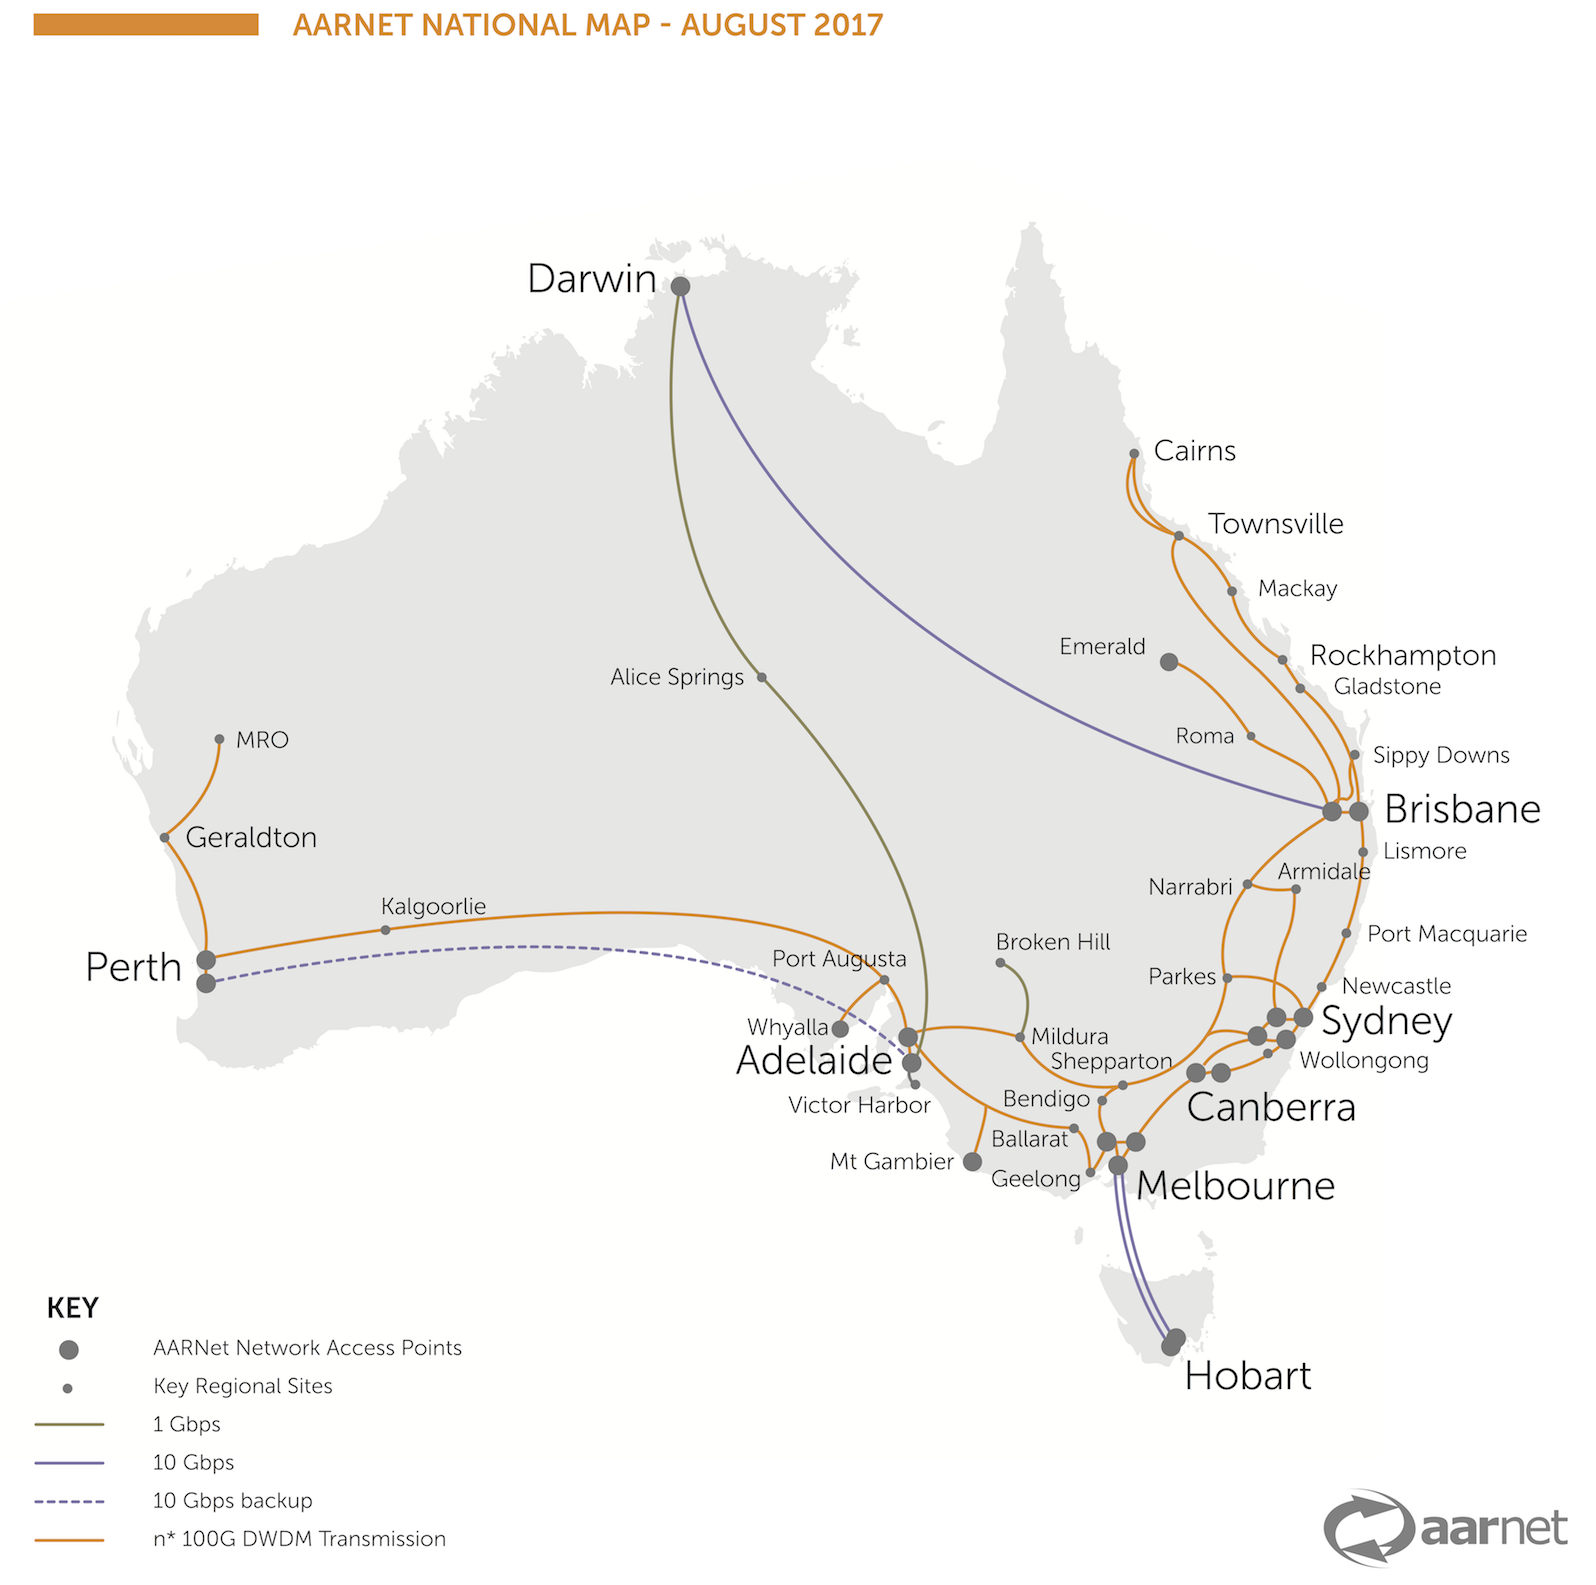 AARNET NATIONAL MAP - AUGUST 2017
Darwin
Cairns
Townsville
Mackay
Emerald
Rockhampton
Gladstone
Alice Springs
Roma
MRO
Sippy Downs
Brisbane
Geraldton
Lismore
Armidale
Narrabri
Kalgoorlie
Port Macquarie
Broken Hill
Perth
Port Augusta
Parkes
Newcastle
Sydney
Whyalla
Mildura
Adelaide
Shepparton
Wollongong
Bendigo
Victor Harbor
Canberra
Ballarat
Mt Gambier
Geelong
Melbourne
Hobart
KEY
AARNet Network Access Points
Key Regional Sites
1 Gbps
10 Gbps
10 Gbps backup
n* 100G DWDM Transmission
aarnet